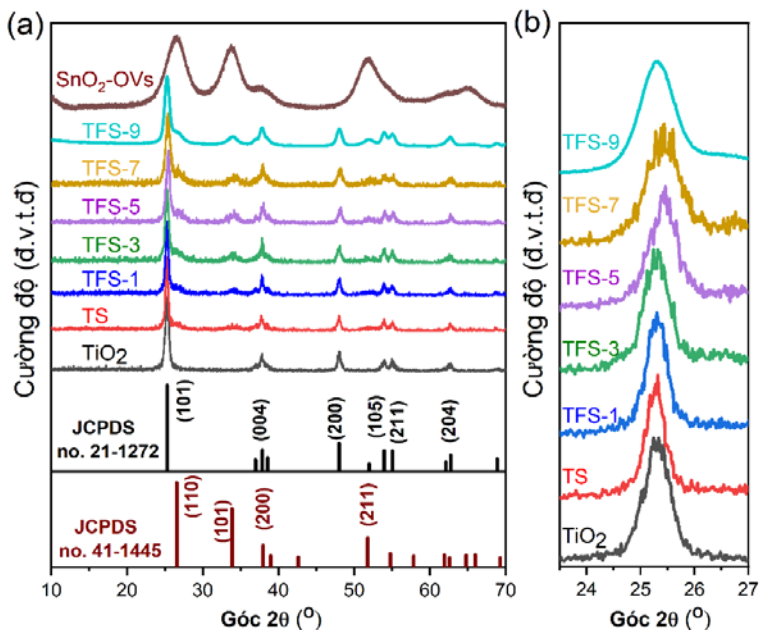 (a)
Cường độ (đ.v.t.đ)
SnO₂-OVs
TFS-9
TFS-7
TFS-5
TFS-3
TFS-1
TS
TiO₂
JCPDS
no. 21-1272
(101)
(004)
(200)
(105)
(211)
(204)
JCPDS
no. 41-1445
(110)
(101)
(200)
(211)
10 20 30 40 50 60 70
Góc 2θ (°)
(b)
Cường độ (đ.v.t.đ)
TFS-9
TFS-7
TFS-5
TFS-3
TFS-1
TS
TiO₂
24 25 26 27
Góc 2θ (°)